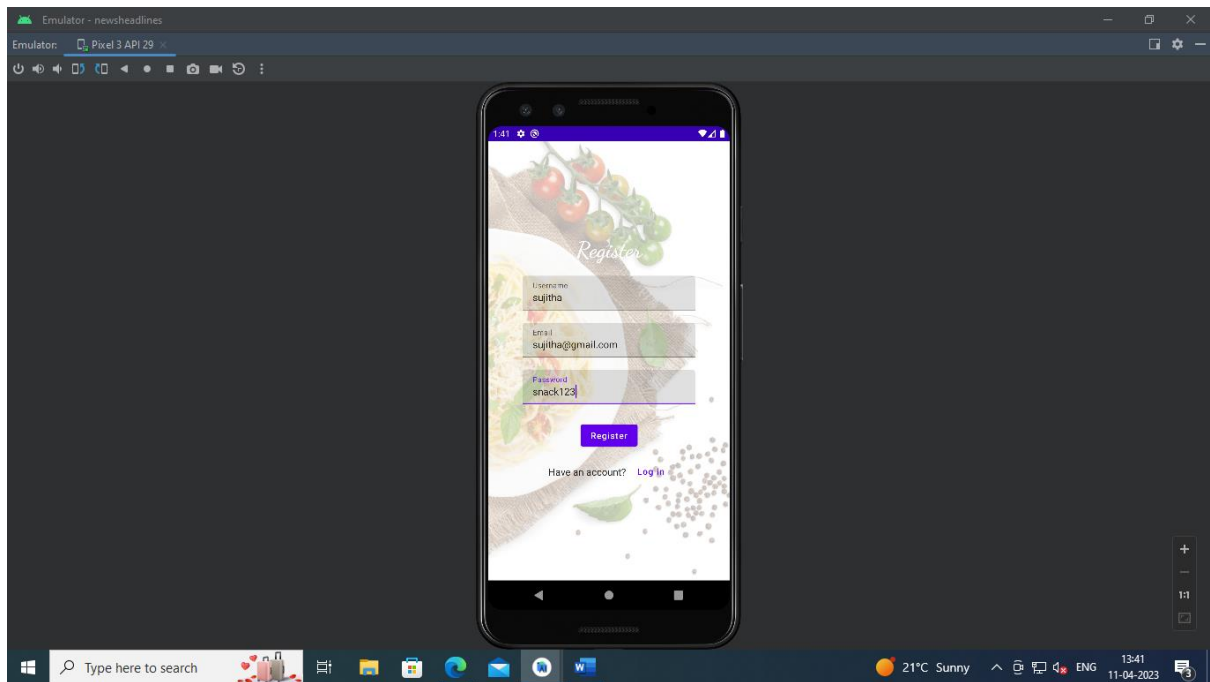 Emulator - newsheadlines
Emulator: Pixel 3 API 29
1:41
Register
Username
sujitha
Email
sujitha@gmail.com
Password
snack123
Register
Have an account? Log in
1:1
Type here to search
21°C Sunny
ENG
13:41
11-04-2023
3